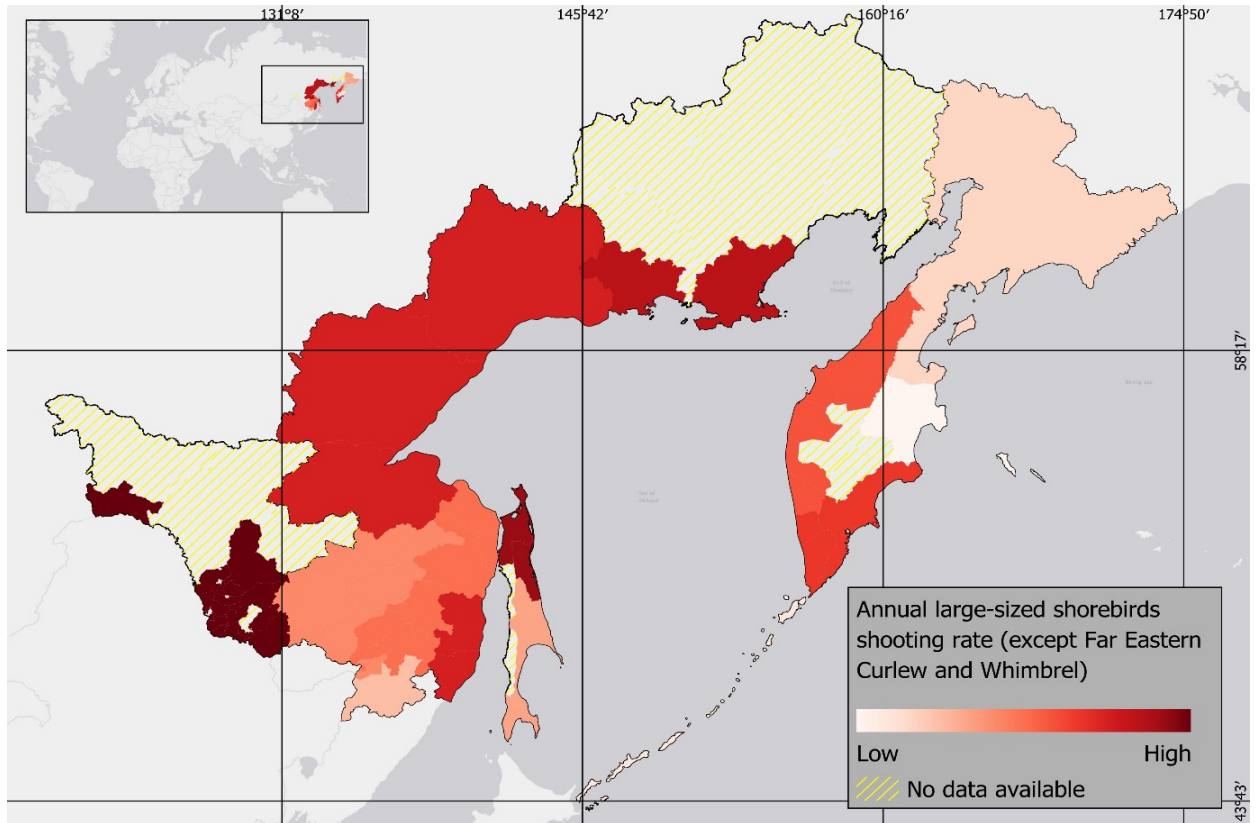 131°8'
145°42'
160°16'
174°50'
58°17'
Annual large-sized shorebirds
shooting rate (except Far Eastern
Curlew and Whimbrel)
Low
High
No data available
43°43'